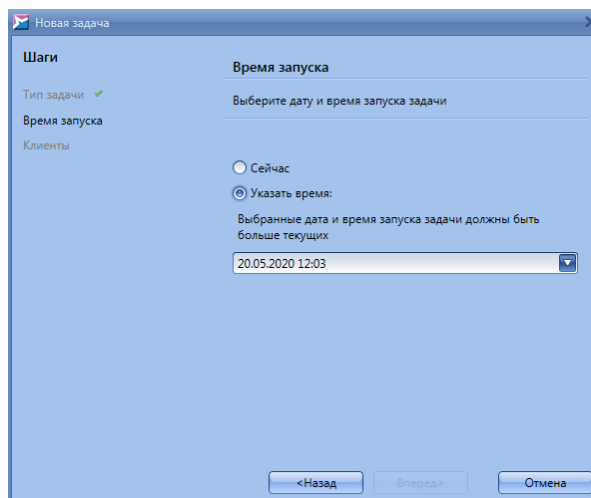 Новая задача
Шаги
Тип задачи
Время запуска
Клиенты
Время запуска
Выберите дату и время запуска задачи
Сейчас
Указать время:
Выбранные дата и время запуска задачи должны быть
больше текущих
20.05.2020 12:03
<Назад
Вперед>
Отмена